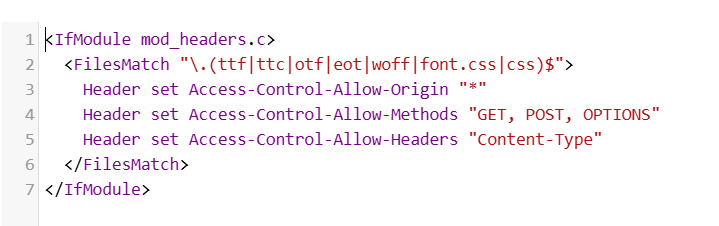 1 <IfModule mod_headers.c>
2 <FilesMatch "\.(ttf|ttc|otf|eot|woff|font.css|css)$">
3 Header set Access-Control-Allow-Origin "*"
4 Header set Access-Control-Allow-Methods "GET, POST, OPTIONS"
5 Header set Access-Control-Allow-Headers "Content-Type"
6 </FilesMatch>
7 </IfModule>